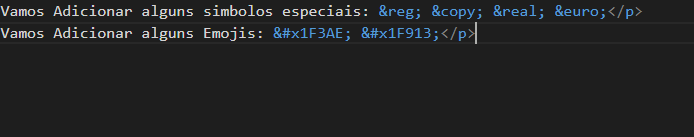 Vamos Adicionar alguns simbolos especiais: &reg; &copy; &real; &euro;</p>
Vamos Adicionar alguns Emojis: &#x1F3AE; &#x1F913;</p>